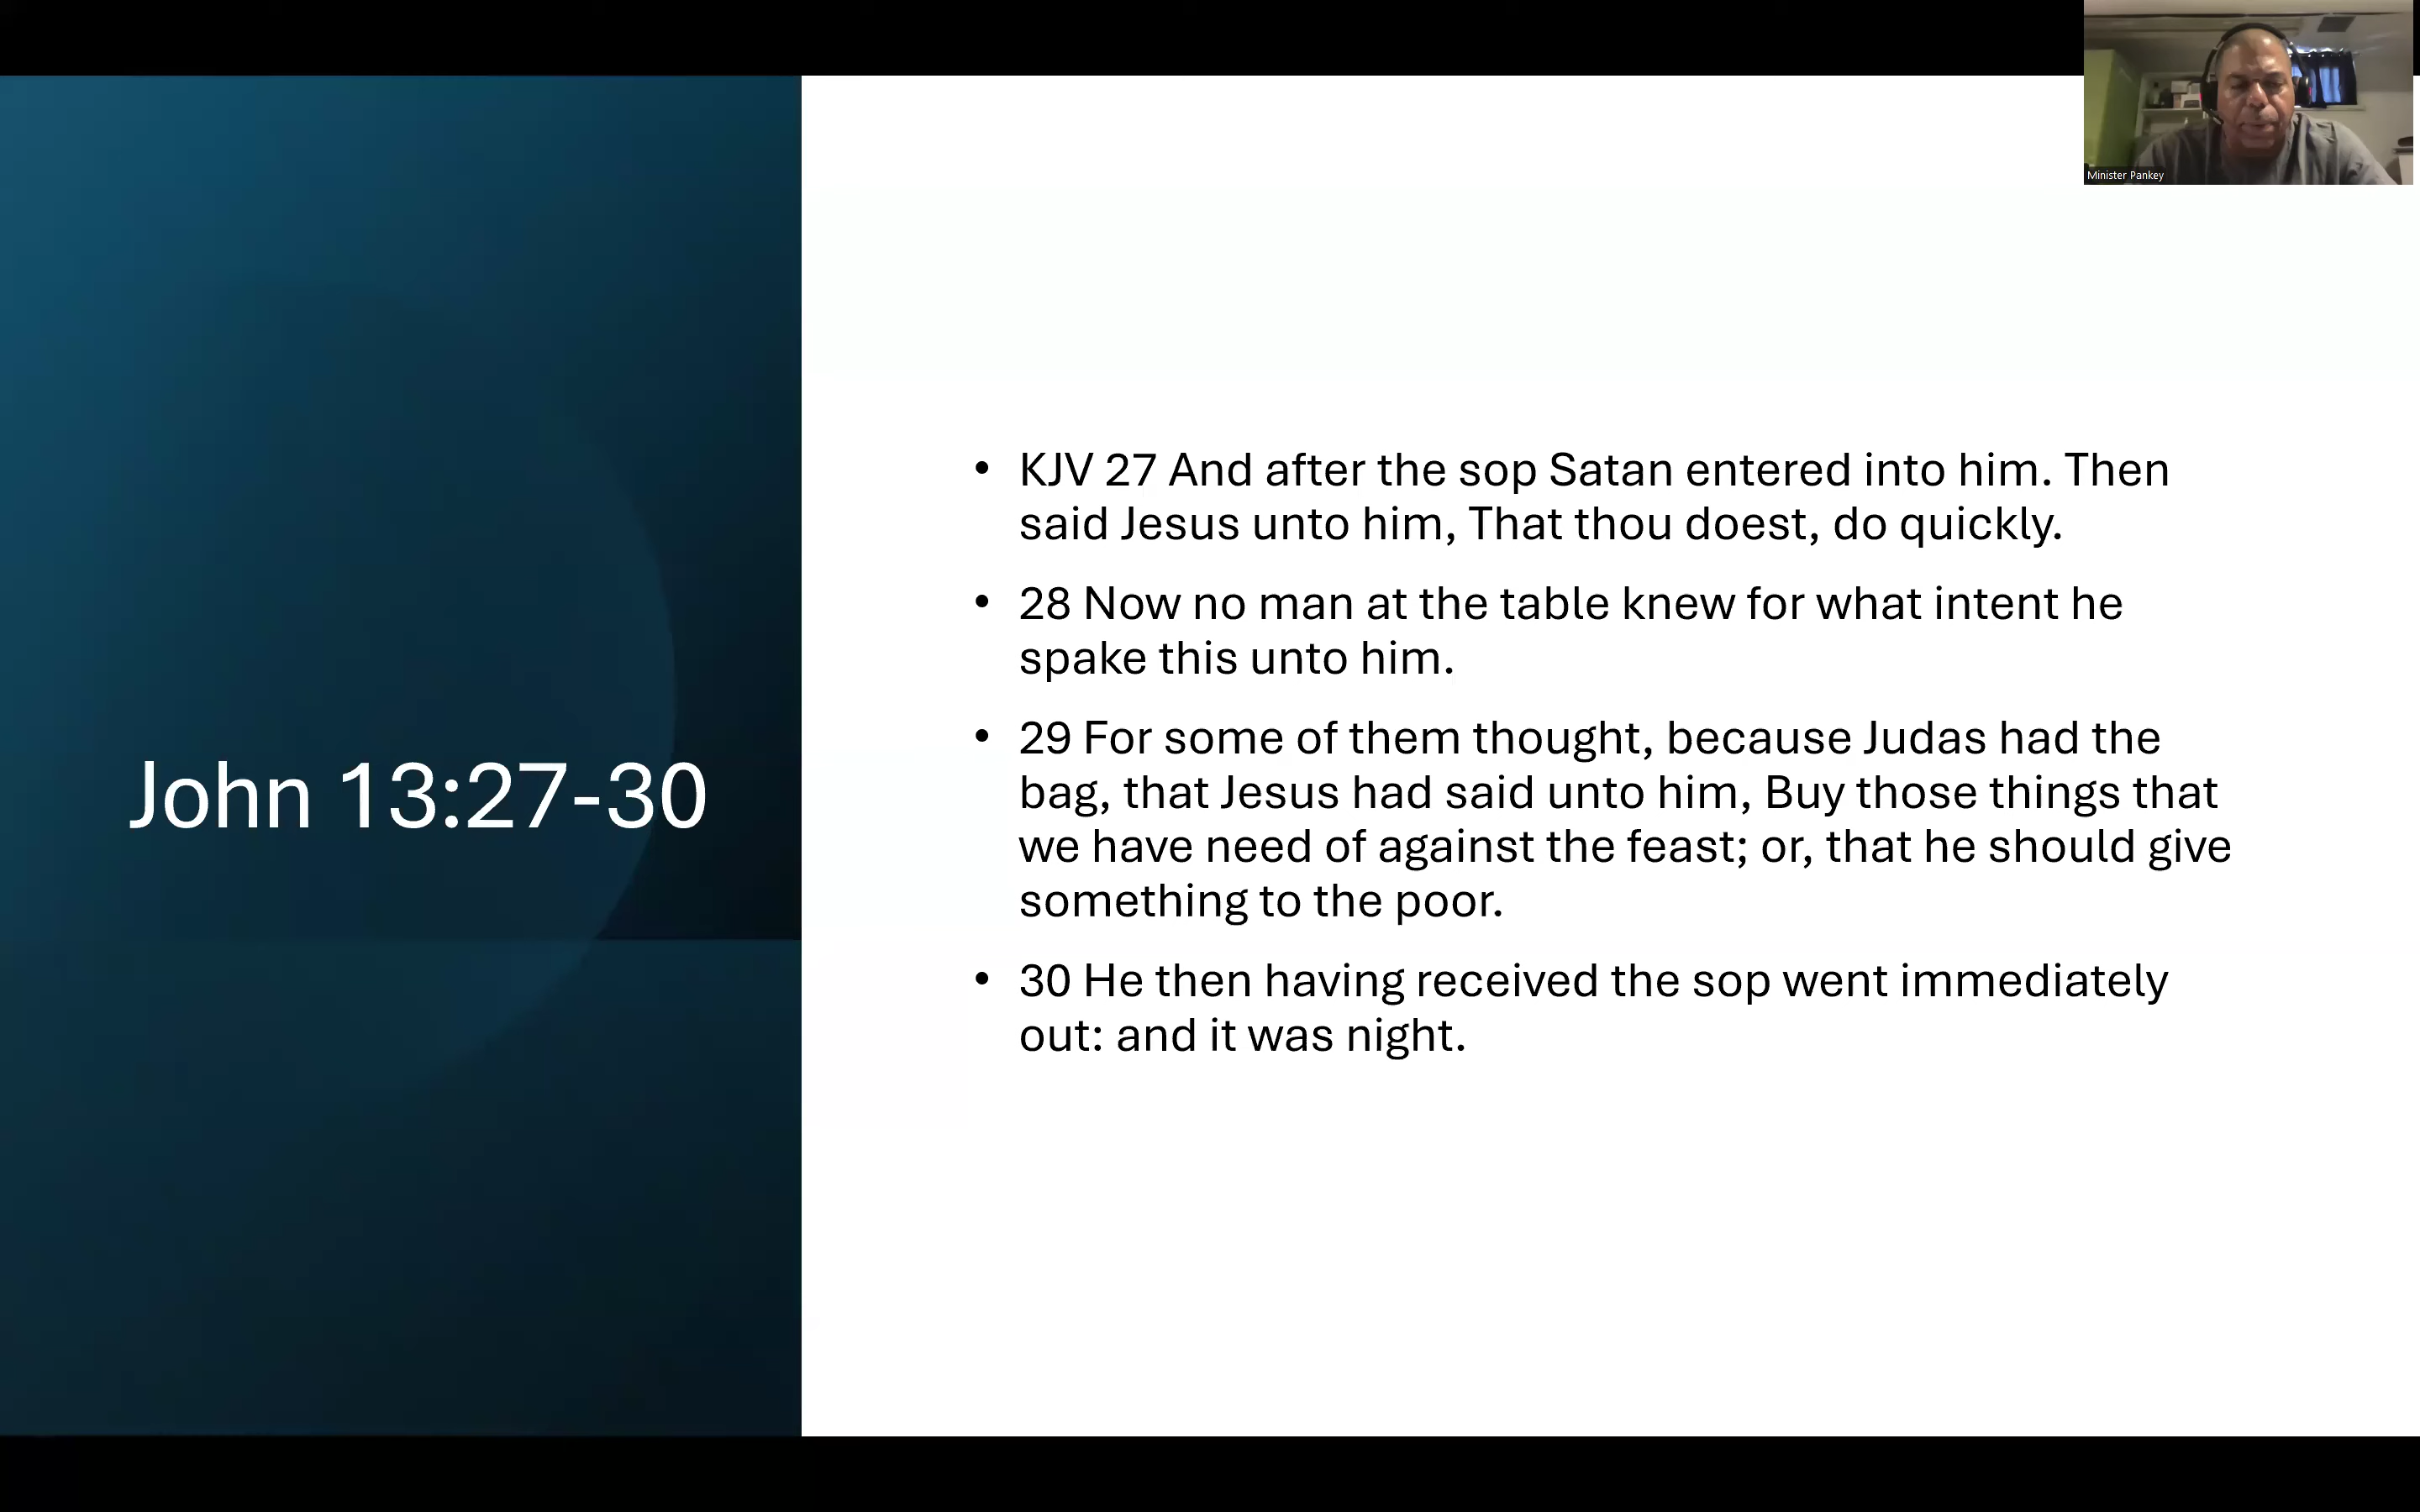 Minister Pankey
John 13:27-30
• KJV 27 And after the sop Satan entered into him. Then
said Jesus unto him, That thou doest, do quickly.
• 28 Now no man at the table knew for what intent he
spake this unto him.
• 29 For some of them thought, because Judas had the
bag, that Jesus had said unto him, Buy those things that
we have need of against the feast; or, that he should give
something to the poor.
• 30 He then having received the sop went immediately
out: and it was night.